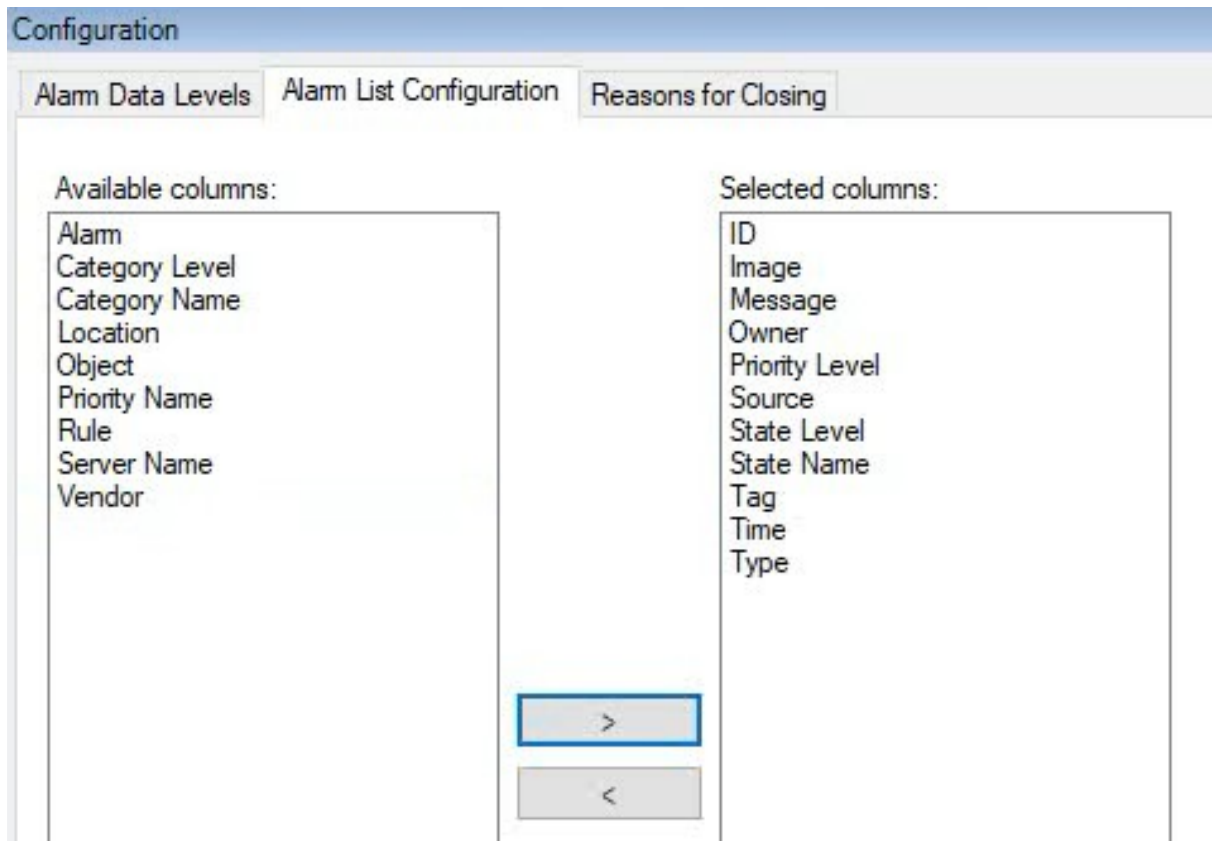 Configuration
Alarm Data Levels
Alarm List Configuration
Reasons for Closing
Available columns:
Alarm
Category Level
Category Name
Location
Object
Priority Name
Rule
Server Name
Vendor
>
<
Selected columns:
ID
Image
Message
Owner
Priority Level
Source
State Level
State Name
Tag
Time
Type